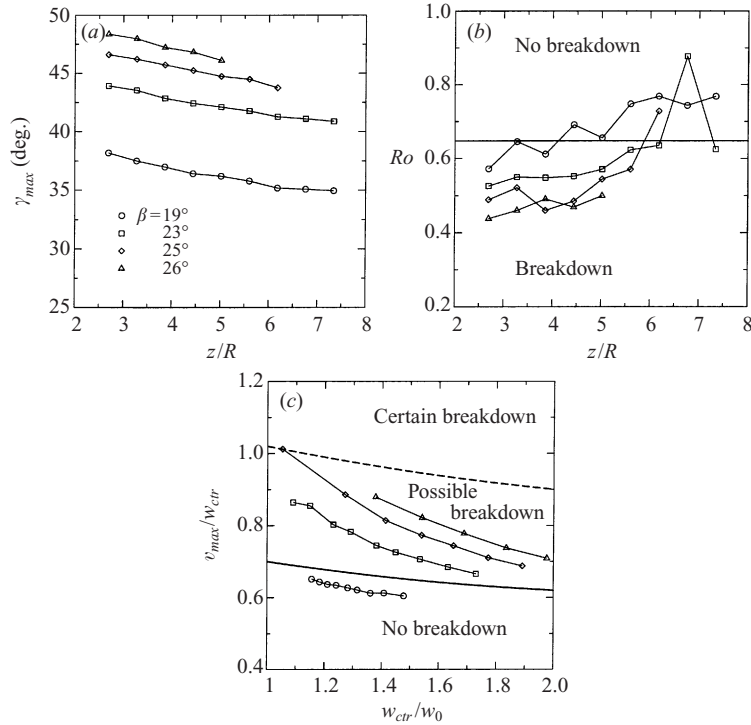 50
45
40
35
30
25
γmax (deg.)
(a)
β=19°
23°
25°
26°
2 3 4 5 6 7 8
z/R
1.0
0.8
0.6
0.4
0.2
Ro
(b)
No breakdown
Breakdown
2 3 4 5 6 7 8
z/R
1.2
1.0
0.8
0.6
0.4
vmax/wctr
(c)
Certain breakdown
Possible
breakdown
No breakdown
1 1.2 1.4 1.6 1.8 2.0
wctr/w0